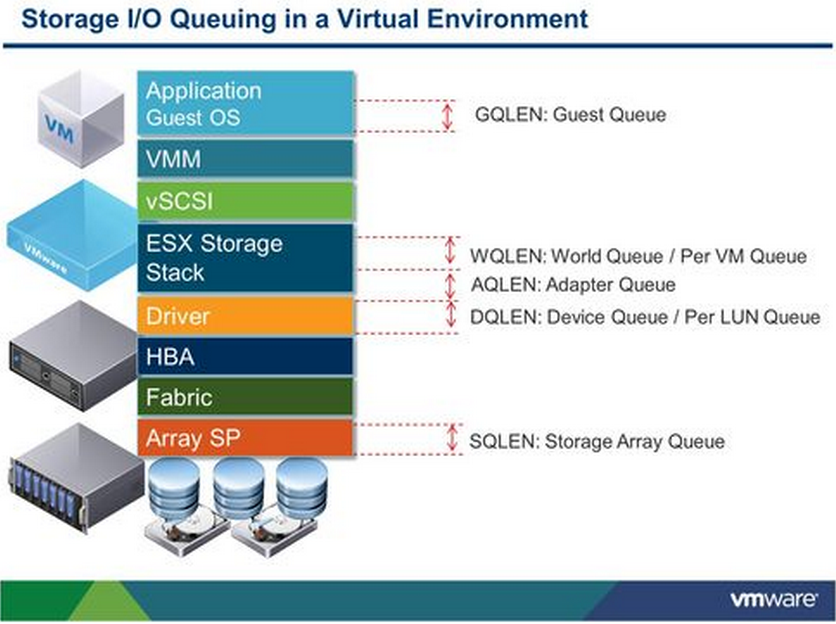 Storage I/O Queuing in a Virtual Environment
VM
Application
Guest OS
GQLEN: Guest Queue
VMM
vSCSI
VMware
ESX Storage
Stack
WQLEN: World Queue / Per VM Queue
AQLEN: Adapter Queue
Driver
DQLEN: Device Queue / Per LUN Queue
HBA
Fabric
Array SP
SQLEN: Storage Array Queue
vmware